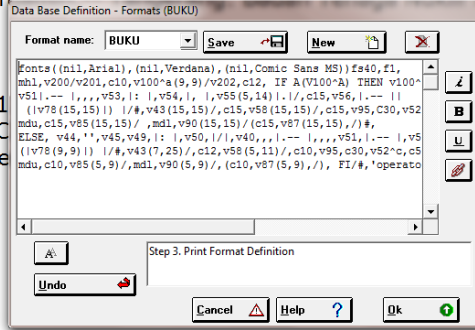 Data Base Definition - Formats (BUKU)
Format name: BUKU Save New
fonts((nil,Arial),(nil,Verdana),(nil,Comic Sans MS))fs40,f1,
mhl,v200/v201,c10,v100^a(9,9)/v202,c12, IF A(V100^A) THEN v100^
v51|.-- |,,,,v53,|: |,v54,|, |,v55(5,14)|.|/,c15,v56,|.-- ||
(|v78(15,15)) |/#,v43(15,15)/,c15,v58(15,15)/,c15,v95,C30,v52
mdu,c15,v85(15,15)/ ,mdl,v90(15,15)/(c15,v87(15,15),/)#,
ELSE, v44,'',v45,v49,|: |,v50,|/|,v40,,,|.-- |,,,,v51,|.-- |,v5
(|v78(9,9)|) |/#,v43(7,25)/,c12,v58(5,11)/,c10,v95,c30,v52^c,c5
mdu,c10,v85(5,9)/,mdl,v90(5,9)/,(c10,v87(5,9),/), FI/#,'operato
i
B
U
A
Step 3. Print Format Definition
Undo
Cancel Help ? Ok